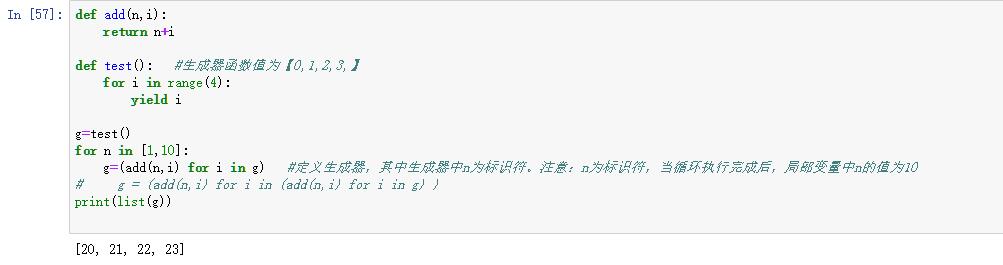 In [57]: def add(n,i):
    return n+i
def test():  #生成器函数值为【0,1,2,3,】
    for i in range(4):
        yield i
g=test()
for n in [1,10]:
    g=(add(n,i) for i in g)  #定义生成器，其中生成器中n为标识符。注意：n为标识符，当循环执行完成后，局部变量中n的值为10
#    g = (add(n,i) for i in (add(n,i) for i in g) )
print(list(g))
[20, 21, 22, 23]